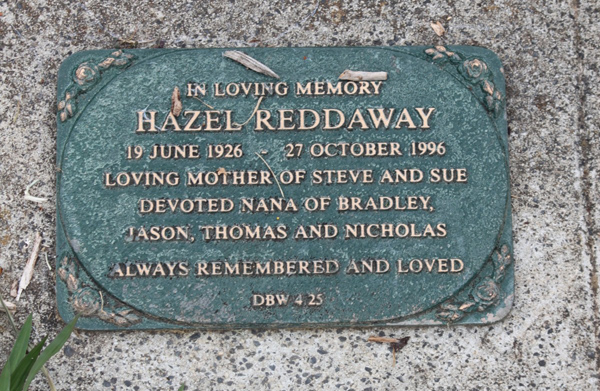 IN LOVING MEMORY
HAZEL REDDAWAY
19 JUNE 1926 - 27 OCTOBER 1996
LOVING MOTHER OF STEVE AND SUE
DEVOTED NANA OF BRADLEY,
JASON, THOMAS AND NICHOLAS
ALWAYS REMEMBERED AND LOVED
DBW 4 25